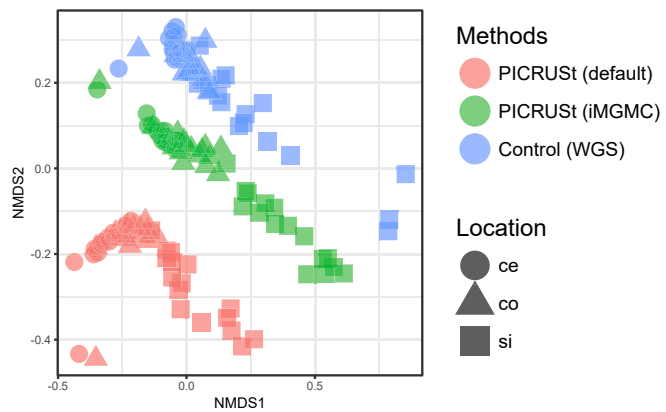 0.2
0.0
-0.2
-0.4
NMDS2
-0.5
0.0
0.5
NMDS1
Methods
PICRUSt (default)
PICRUSt (iMGMC)
Control (WGS)
Location
ce
co
si